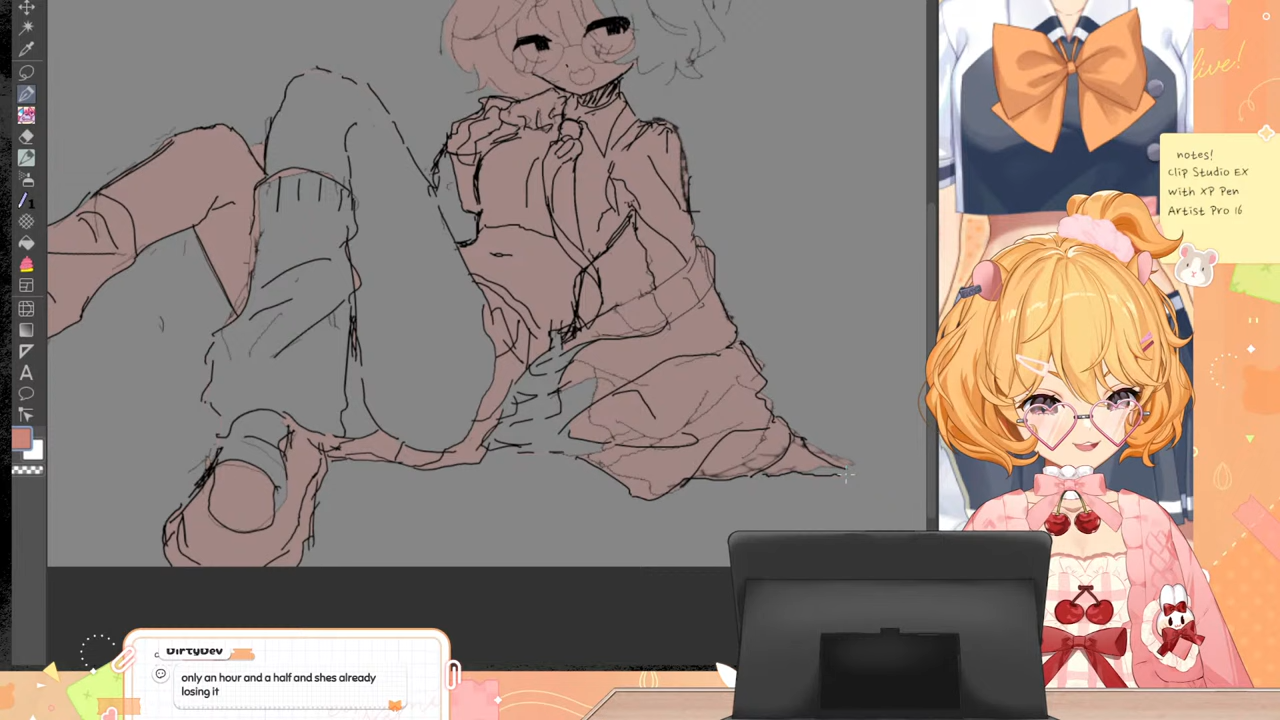 live!
notes!
Clip Studio EX
with XP Pen
Artist Pro 16
DirtyDev
only an hour and a half and shes already
losing it